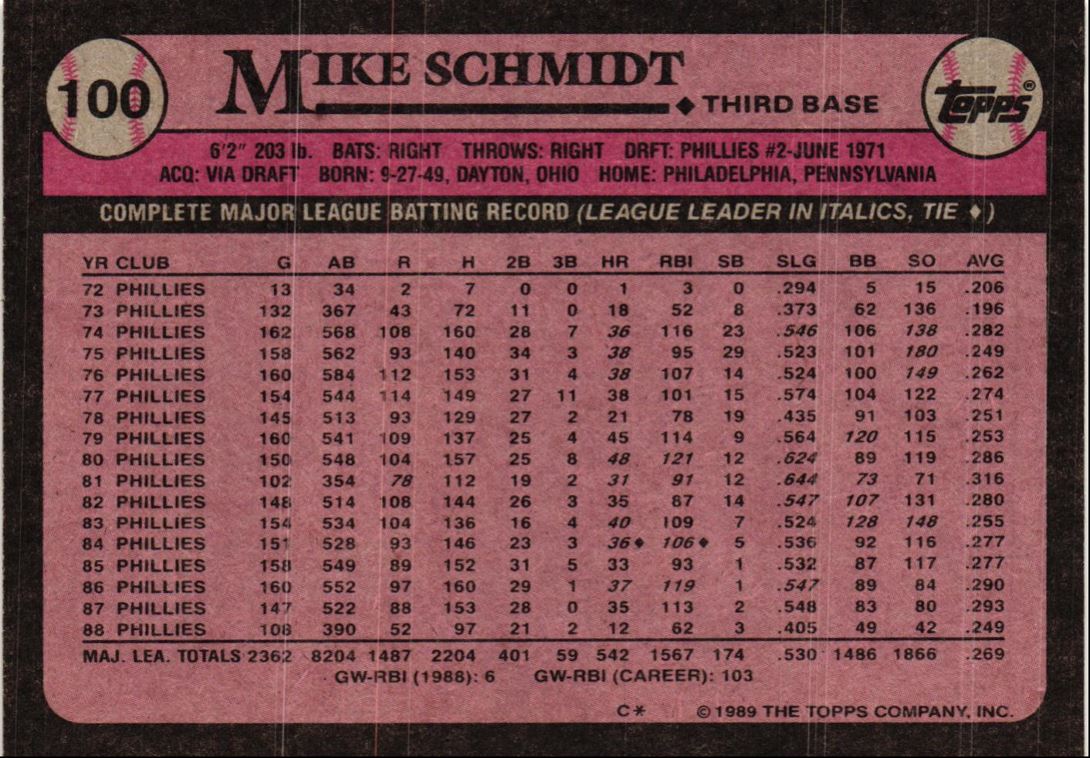 100
MIKE SCHMIDT
♦ THIRD BASE
topps®
6'2" 203 lb. BATS: RIGHT THROWS: RIGHT DRFT: PHILLIES #2-JUNE 1971
ACQ: VIA DRAFT BORN: 9-27-49, DAYTON, OHIO HOME: PHILADELPHIA, PENNSYLVANIA
COMPLETE MAJOR LEAGUE BATTING RECORD (LEAGUE LEADER IN ITALICS, TIE ♦)
YR CLUB G AB R H 2B 3B HR RBI SB SLG BB SO AVG
72 PHILLIES 13 34 2 7 0 0 1 3 0 .294 5 15 .206
73 PHILLIES 132 367 43 72 11 0 18 52 8 .373 62 136 .196
74 PHILLIES 162 568 108 160 28 7 36 116 23 .546 106 138 .282
75 PHILLIES 158 562 93 140 34 3 38 95 29 .523 101 180 .249
76 PHILLIES 160 584 112 153 31 4 38 107 14 .524 100 149 .262
77 PHILLIES 154 544 114 149 27 11 38 101 15 .574 104 122 .274
78 PHILLIES 145 513 93 129 27 2 21 78 19 .435 91 103 .251
79 PHILLIES 160 541 109 137 25 4 45 114 9 .564 120 115 .253
80 PHILLIES 150 548 104 157 25 8 48 121 12 .624 89 119 .286
81 PHILLIES 102 354 78 112 19 2 31 91 12 .644 73 71 .316
82 PHILLIES 148 514 108 144 26 3 35 87 14 .547 107 131 .280
83 PHILLIES 154 534 104 136 16 4 40 109 7 .524 128 148 .255
84 PHILLIES 151 528 93 146 23 3 36♦ 106♦ 5 .536 92 116 .277
85 PHILLIES 158 549 89 152 31 5 33 93 1 .532 87 117 .277
86 PHILLIES 160 552 97 160 29 1 37 119 1 .547 89 84 .290
87 PHILLIES 147 522 88 153 28 0 35 113 2 .548 83 80 .293
88 PHILLIES 108 390 52 97 21 2 12 62 3 .405 49 42 .249
MAJ. LEA. TOTALS 2362 8204 1487 2204 401 59 542 1567 174 .530 1486 1866 .269
GW-RBI (1988): 6 GW-RBI (CAREER): 103
C* © 1989 THE TOPPS COMPANY, INC.